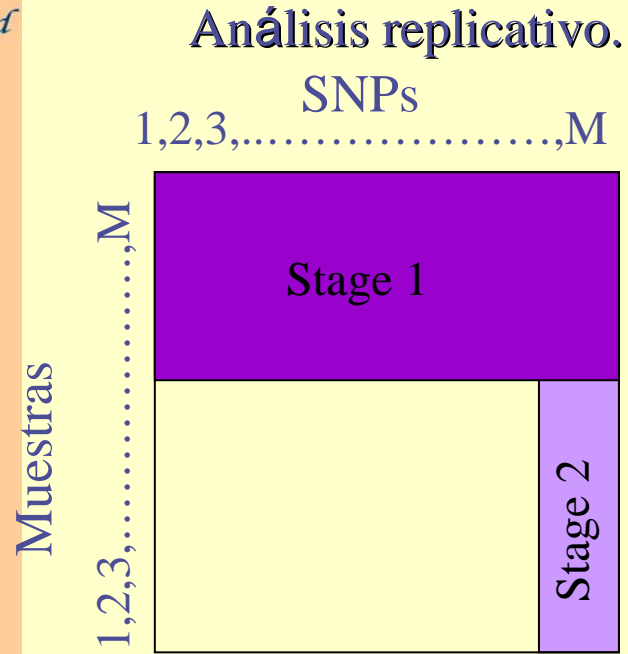 Análisis replicativo.
SNPs
1,2,3,...…………………,M
Muestras
1,2,3,…………………...,M
Stage 1
Stage 2